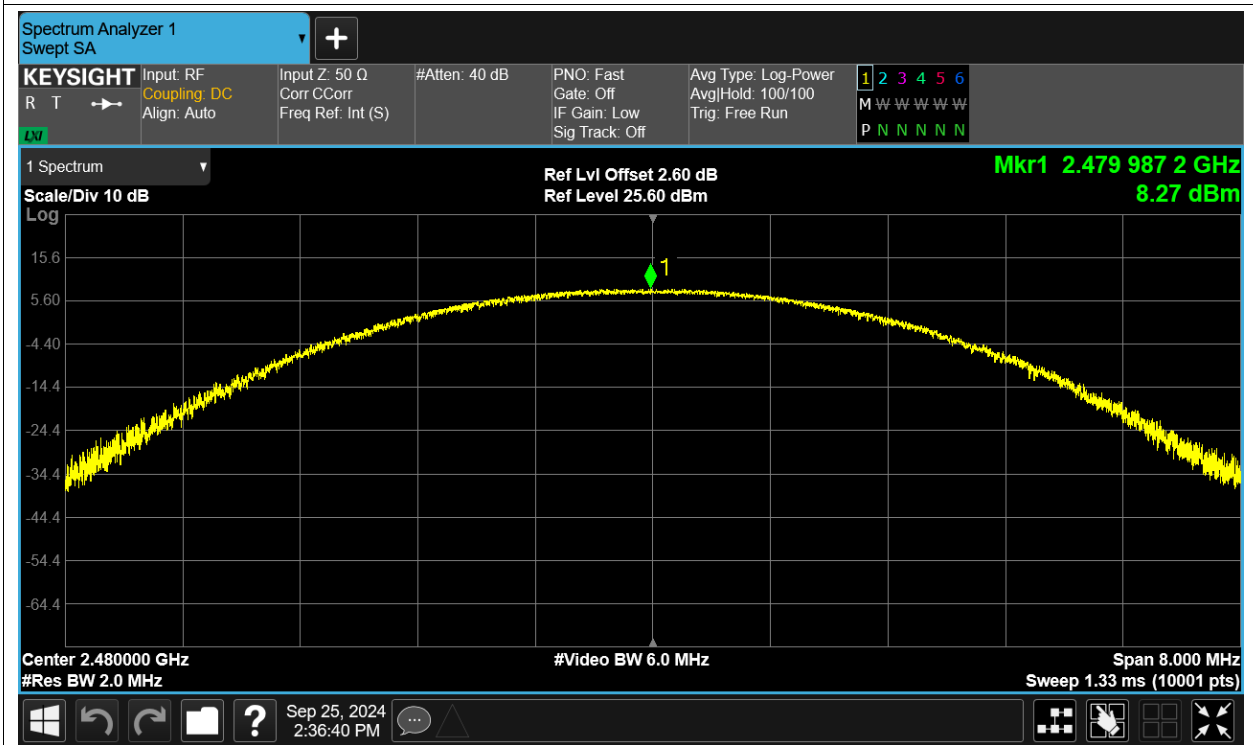 Spectrum Analyzer 1
Swept SA
KEYSIGHT
R T
LXI
Input: RF
Coupling: DC
Align: Auto
Input Z: 50 Ω
Corr CCorr
Freq Ref: Int (S)
#Atten: 40 dB
PNO: Fast
Gate: Off
IF Gain: Low
Sig Track: Off
Avg Type: Log-Power
Avg|Hold: 100/100
Trig: Free Run
1 2 3 4 5 6
M W W W W W
P N N N N N
1 Spectrum
Scale/Div 10 dB
Log
Ref Lvl Offset 2.60 dB
Ref Level 25.60 dBm
Mkr1 2.479 987 2 GHz
8.27 dBm
1
15.6
5.60
-4.40
-14.4
-24.4
-34.4
-44.4
-54.4
-64.4
Center 2.480000 GHz
#Res BW 2.0 MHz
#Video BW 6.0 MHz
Span 8.000 MHz
Sweep 1.33 ms (10001 pts)
?
Sep 25, 2024
2:36:40 PM